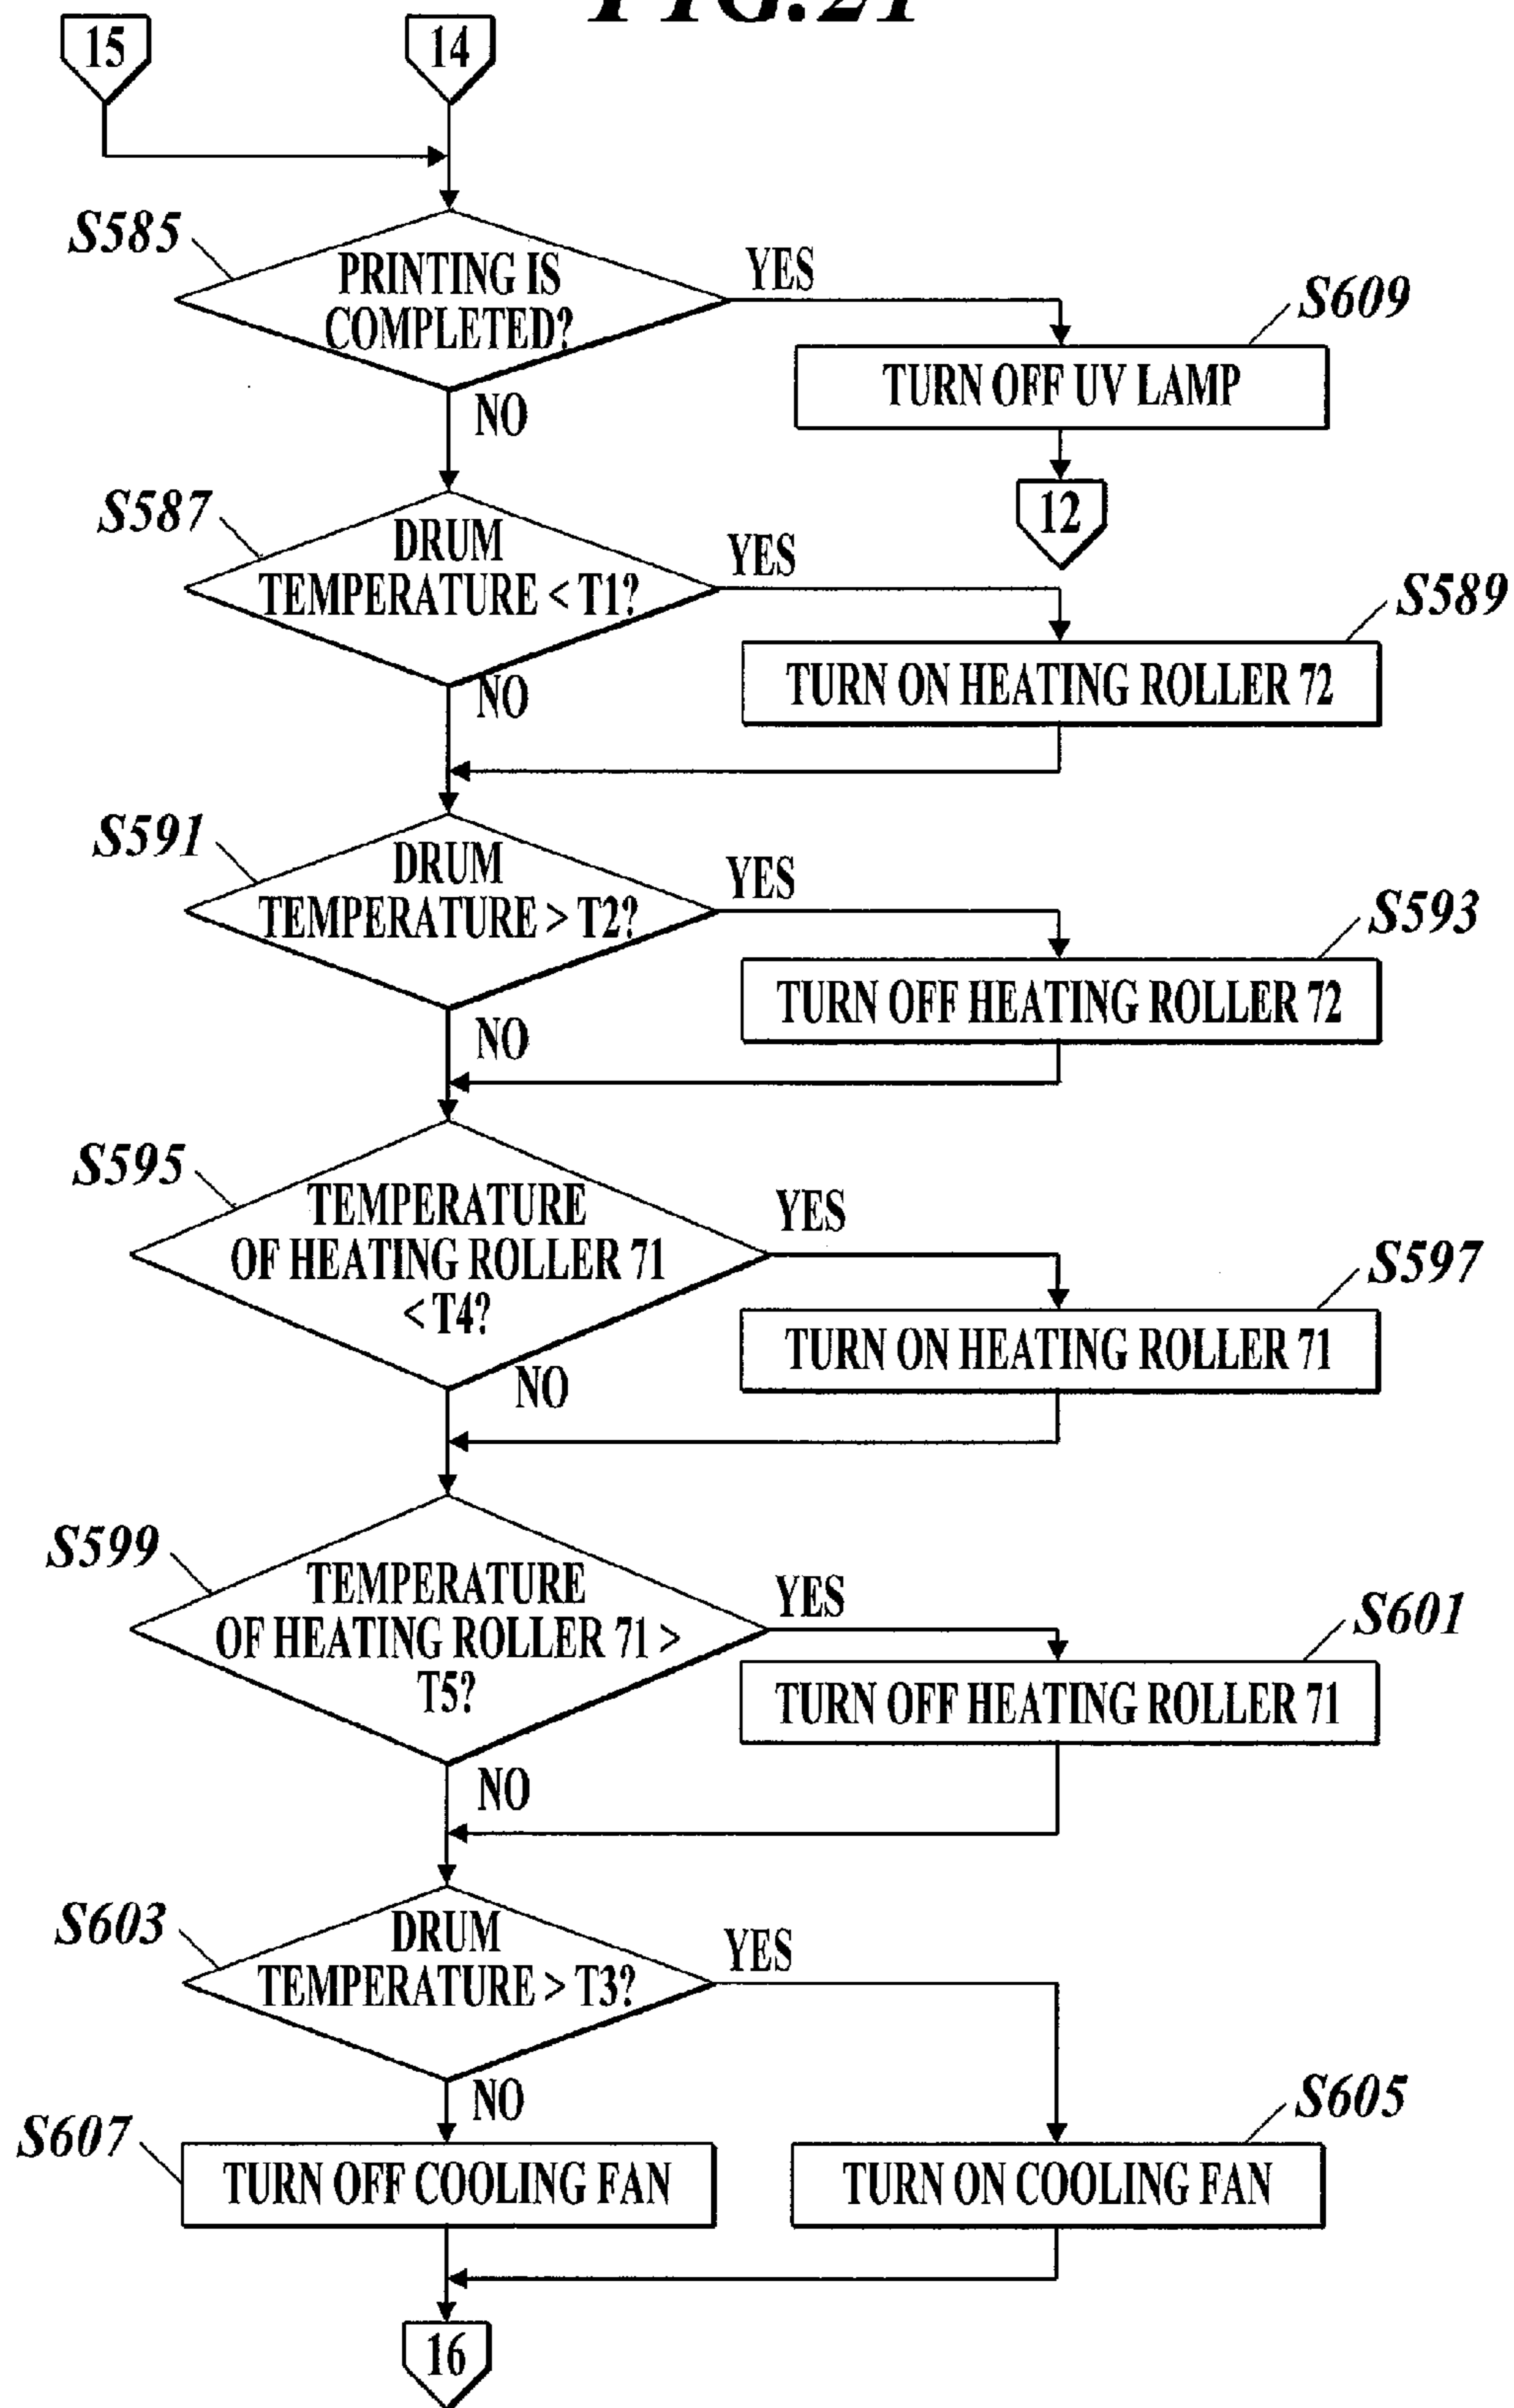 FIG.21
15
14
S585
PRINTING IS
COMPLETED?
YES
NO
S609
TURN OFF UV LAMP
12
S587
DRUM
TEMPERATURE < T1?
YES
NO
S589
TURN ON HEATING ROLLER 72
S591
DRUM
TEMPERATURE > T2?
YES
NO
S593
TURN OFF HEATING ROLLER 72
S595
TEMPERATURE
OF HEATING ROLLER 71
< T4?
YES
NO
S597
TURN ON HEATING ROLLER 71
S599
TEMPERATURE
OF HEATING ROLLER 71 >
T5?
YES
NO
S601
TURN OFF HEATING ROLLER 71
S603
DRUM
TEMPERATURE > T3?
YES
NO
S605
S607
TURN OFF COOLING FAN
TURN ON COOLING FAN
16